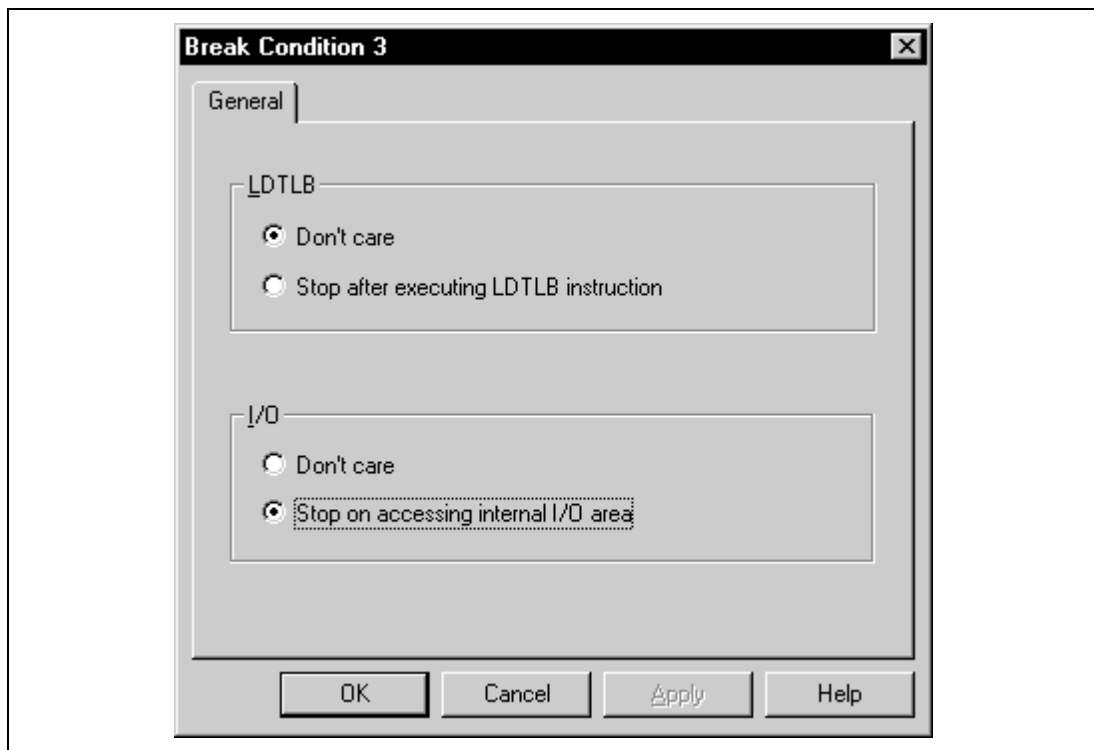 Break Condition 3
General
LDTLB
Don't care
Stop after executing LDTLB instruction
I/O
Don't care
Stop on accessing internal I/O area
OK Cancel Apply Help